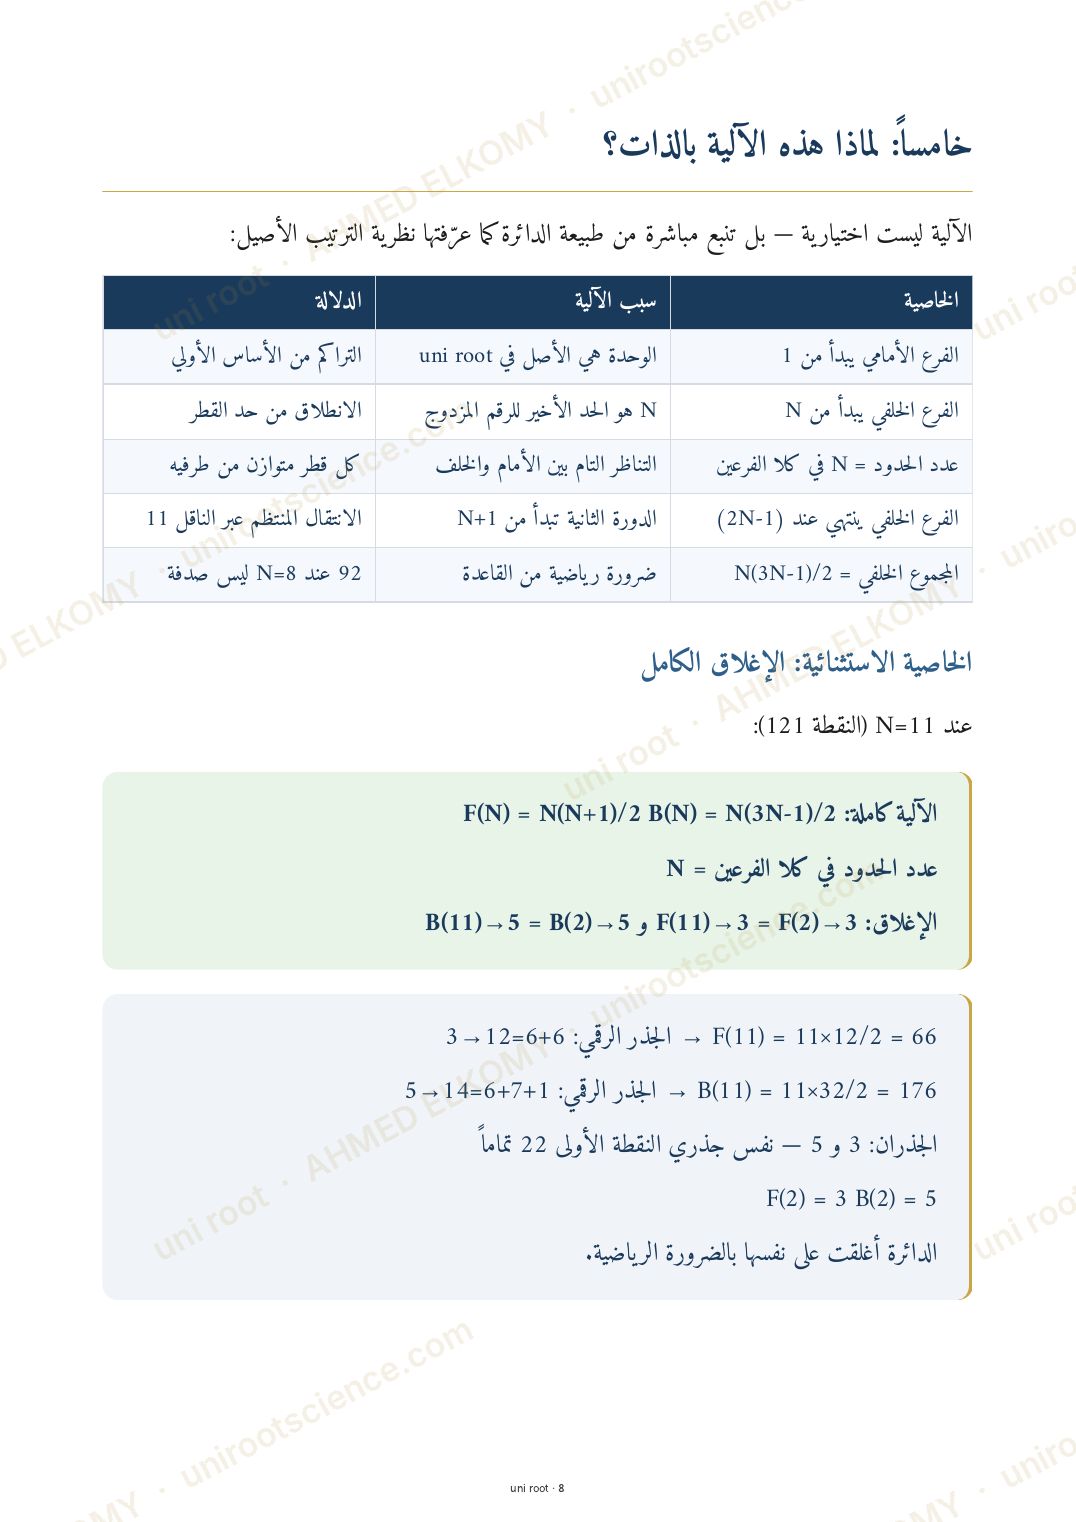 خامساً: لماذا هذه الآلية بالذات؟
الآلية ليست اختيارية — بل تنبع مباشرة من طبيعة الدائرة كما عرّفتها نظرية الترتيب الأصيل:
الخاصية سبب الآلية الدلالة
الفرع الأمامي يبدأ من 1 الوحدة هي الأصل في uni root التراكم من الأساس الأولي
الفرع الخلفي يبدأ من N N هو الحد الأخير للرقم المزدوج الانطلاق من حد القطر
عدد الحدود = N في كلا الفرعين التناظر التام بين الأمام والخلف كل قطر متوازن من طرفيه
الفرع الخلفي ينتهي عند (2N-1) الدورة الثانية تبدأ من N+1 الانتقال المنتظم عبر الناقل 11
المجموع الخلفي = N(3N-1)/2 ضرورة رياضية من القاعدة 92 عند N=8 ليس صدفة
الخاصية الاستثنائية: الإغلاق الكامل
عند N=11 (النقطة 121):
الآلية كاملة: F(N) = N(N+1)/2 B(N) = N(3N-1)/2
عدد الحدود في كلا الفرعين = N
الإغلاق: F(11)→3 = F(2)→3 و B(11)→5 = B(2)→5
F(11) = 11×12/2 = 66 → الجذر الرقمي: 6+6=12→3
B(11) = 11×32/2 = 176 → الجذر الرقمي: 1+7+6=14→5
الجذران: 3 و 5 — نفس جذري النقطة الأولى 22 تماماً
F(2) = 3 B(2) = 5
الدائرة أغلقت على نفسها بالضرورة الرياضية.
uni root · 8
uni root · AHMED ELKOMY · unirootscience.com